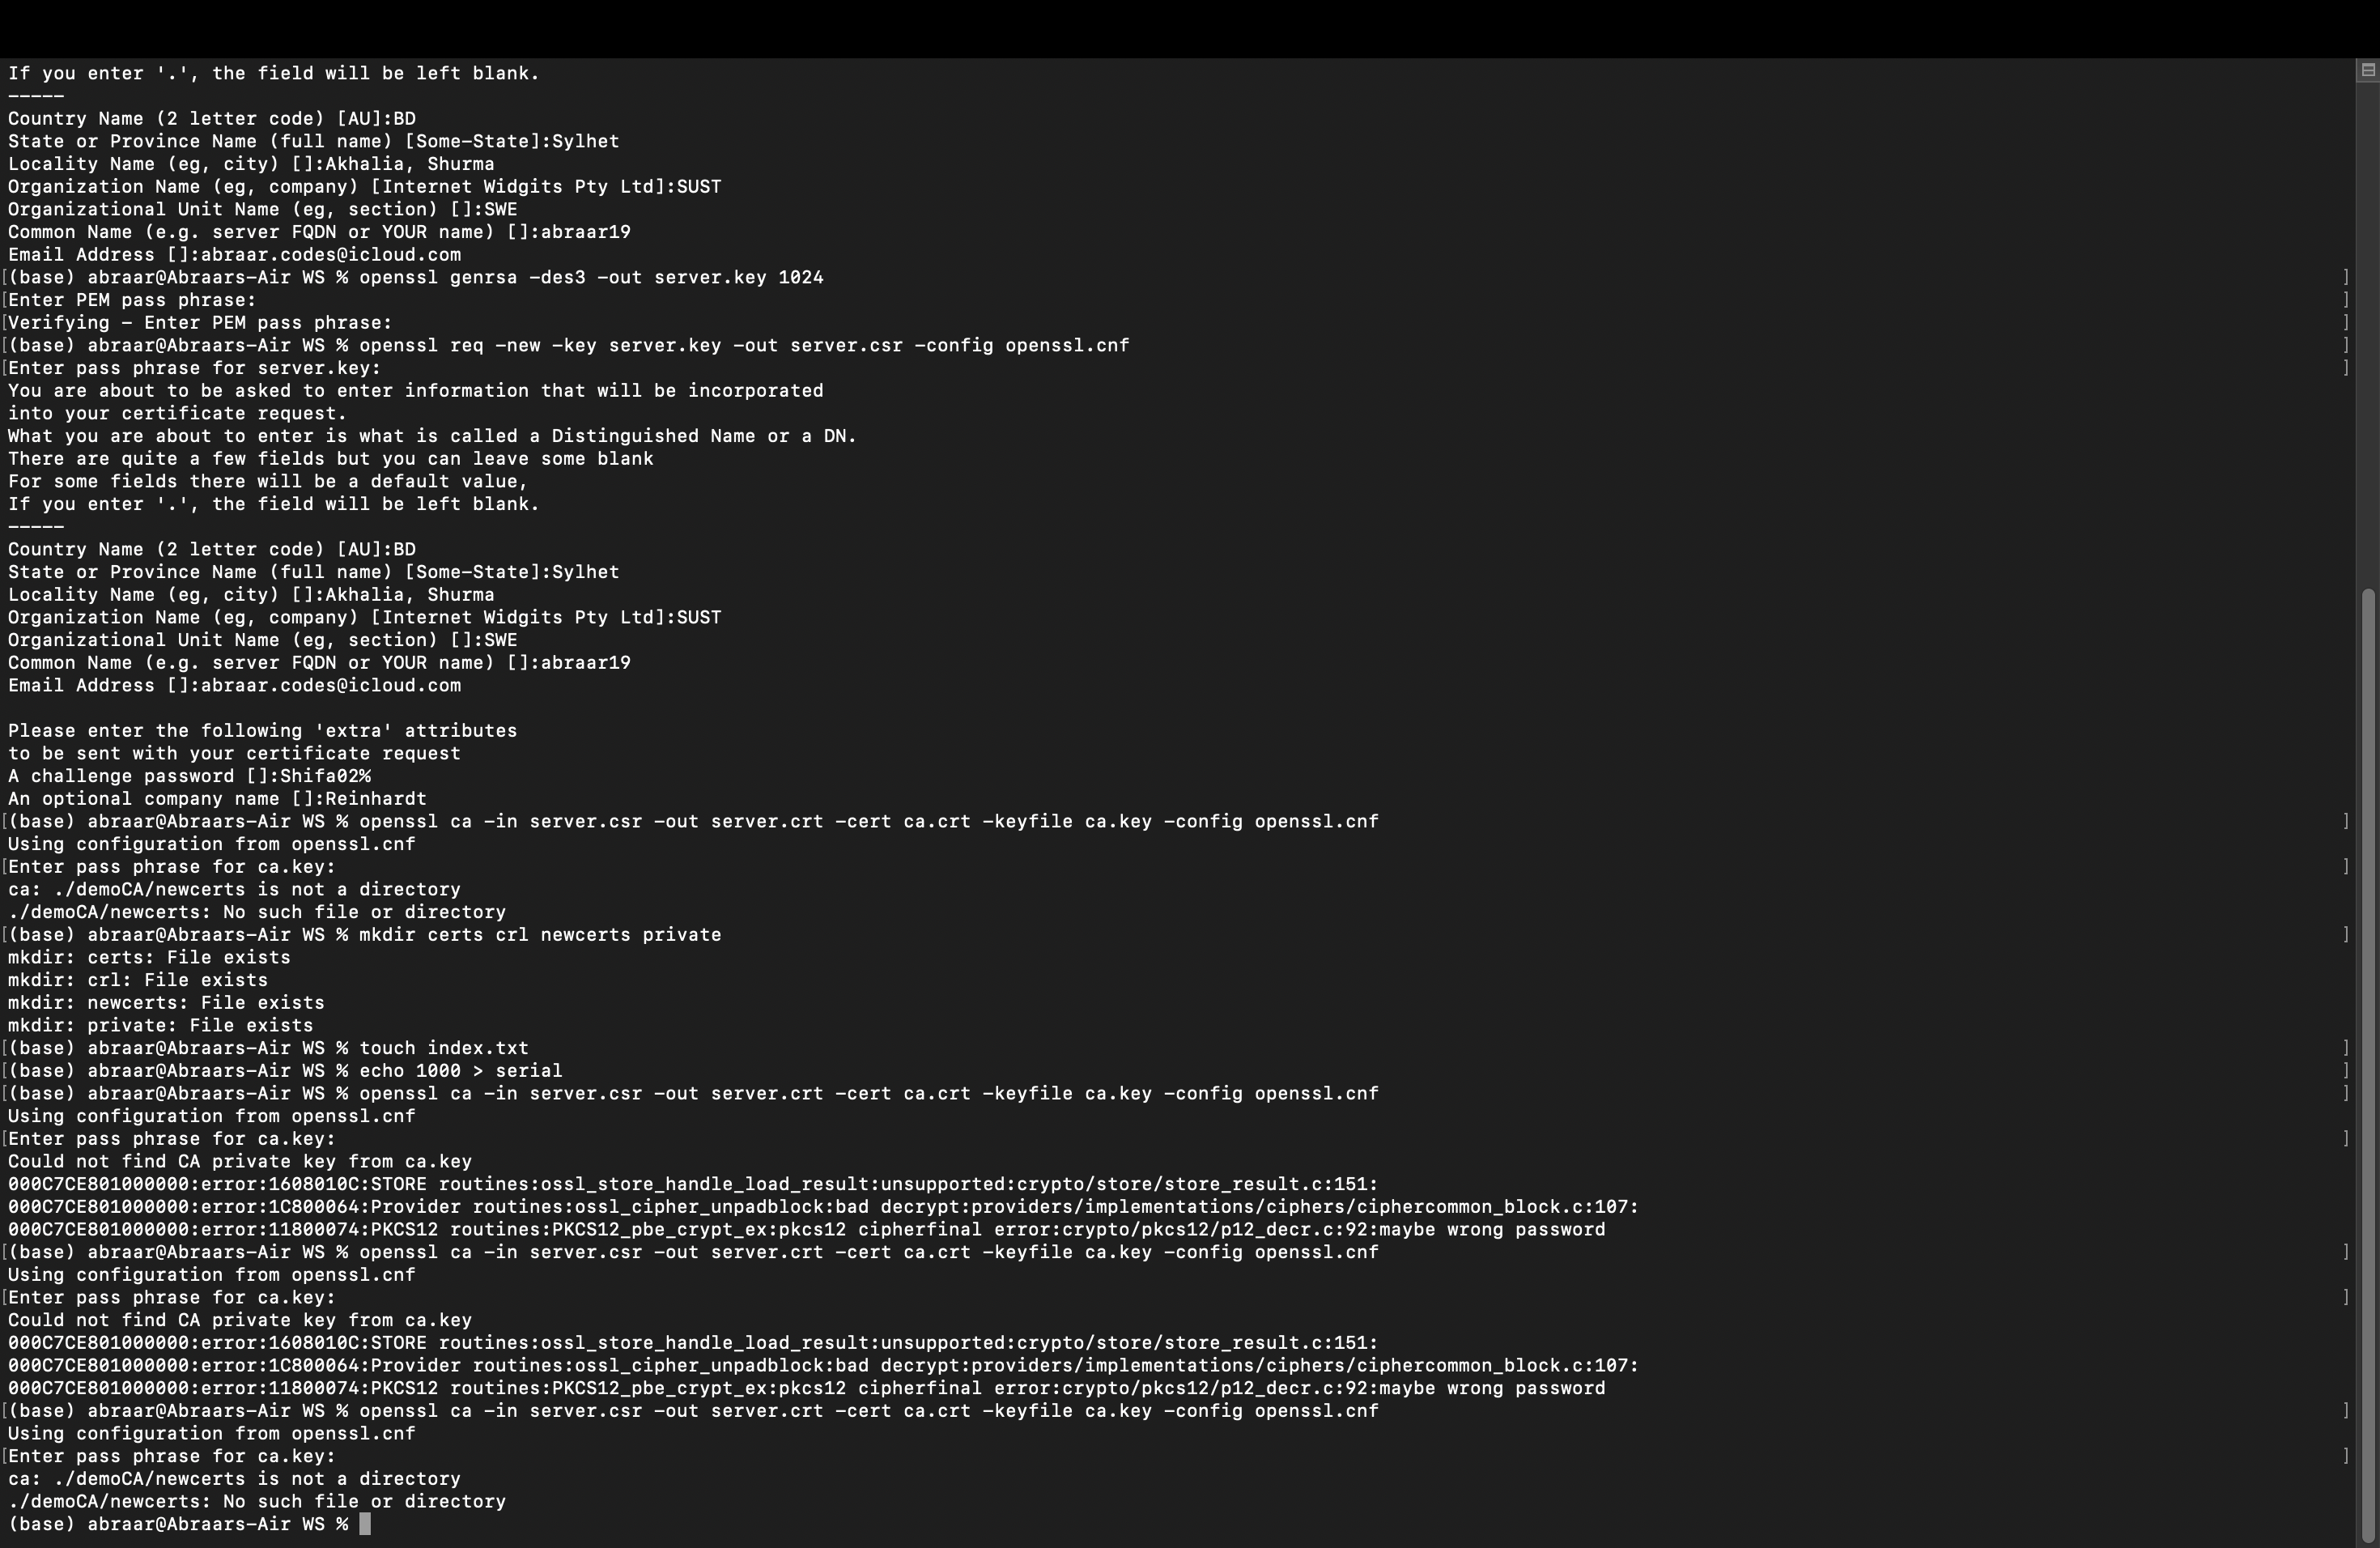 If you enter '.', the field will be left blank.
-----
Country Name (2 letter code) [AU]:BD
State or Province Name (full name) [Some-State]:Sylhet
Locality Name (eg, city) []:Akhalia, Shurma
Organization Name (eg, company) [Internet Widgits Pty Ltd]:SUST
Organizational Unit Name (eg, section) []:SWE
Common Name (e.g. server FQDN or YOUR name) []:abraar19
Email Address []:abraar.codes@icloud.com
[(base) abraar@Abraars-Air WS % openssl genrsa -des3 -out server.key 1024 ]
[Enter PEM pass phrase: ]
[Verifying - Enter PEM pass phrase: ]
[(base) abraar@Abraars-Air WS % openssl req -new -key server.key -out server.csr -config openssl.cnf ]
[Enter pass phrase for server.key: ]
You are about to be asked to enter information that will be incorporated
into your certificate request.
What you are about to enter is what is called a Distinguished Name or a DN.
There are quite a few fields but you can leave some blank
For some fields there will be a default value,
If you enter '.', the field will be left blank.
-----
Country Name (2 letter code) [AU]:BD
State or Province Name (full name) [Some-State]:Sylhet
Locality Name (eg, city) []:Akhalia, Shurma
Organization Name (eg, company) [Internet Widgits Pty Ltd]:SUST
Organizational Unit Name (eg, section) []:SWE
Common Name (e.g. server FQDN or YOUR name) []:abraar19
Email Address []:abraar.codes@icloud.com

Please enter the following 'extra' attributes
to be sent with your certificate request
A challenge password []:Shifa02%
An optional company name []:Reinhardt
[(base) abraar@Abraars-Air WS % openssl ca -in server.csr -out server.crt -cert ca.crt -keyfile ca.key -config openssl.cnf ]
Using configuration from openssl.cnf
[Enter pass phrase for ca.key: ]
ca: ./demoCA/newcerts is not a directory
./demoCA/newcerts: No such file or directory
[(base) abraar@Abraars-Air WS % mkdir certs crl newcerts private ]
mkdir: certs: File exists
mkdir: crl: File exists
mkdir: newcerts: File exists
mkdir: private: File exists
[(base) abraar@Abraars-Air WS % touch index.txt ]
[(base) abraar@Abraars-Air WS % echo 1000 > serial ]
[(base) abraar@Abraars-Air WS % openssl ca -in server.csr -out server.crt -cert ca.crt -keyfile ca.key -config openssl.cnf ]
Using configuration from openssl.cnf
[Enter pass phrase for ca.key: ]
Could not find CA private key from ca.key
000C7CE801000000:error:1608010C:STORE routines:ossl_store_handle_load_result:unsupported:crypto/store/store_result.c:151:
000C7CE801000000:error:1C800064:Provider routines:ossl_cipher_unpadblock:bad decrypt:providers/implementations/ciphers/ciphercommon_block.c:107:
000C7CE801000000:error:11800074:PKCS12 routines:PKCS12_pbe_crypt_ex:pkcs12 cipherfinal error:crypto/pkcs12/p12_decr.c:92:maybe wrong password
[(base) abraar@Abraars-Air WS % openssl ca -in server.csr -out server.crt -cert ca.crt -keyfile ca.key -config openssl.cnf ]
Using configuration from openssl.cnf
[Enter pass phrase for ca.key: ]
Could not find CA private key from ca.key
000C7CE801000000:error:1608010C:STORE routines:ossl_store_handle_load_result:unsupported:crypto/store/store_result.c:151:
000C7CE801000000:error:1C800064:Provider routines:ossl_cipher_unpadblock:bad decrypt:providers/implementations/ciphers/ciphercommon_block.c:107:
000C7CE801000000:error:11800074:PKCS12 routines:PKCS12_pbe_crypt_ex:pkcs12 cipherfinal error:crypto/pkcs12/p12_decr.c:92:maybe wrong password
[(base) abraar@Abraars-Air WS % openssl ca -in server.csr -out server.crt -cert ca.crt -keyfile ca.key -config openssl.cnf ]
Using configuration from openssl.cnf
[Enter pass phrase for ca.key: ]
ca: ./demoCA/newcerts is not a directory
./demoCA/newcerts: No such file or directory
(base) abraar@Abraars-Air WS %